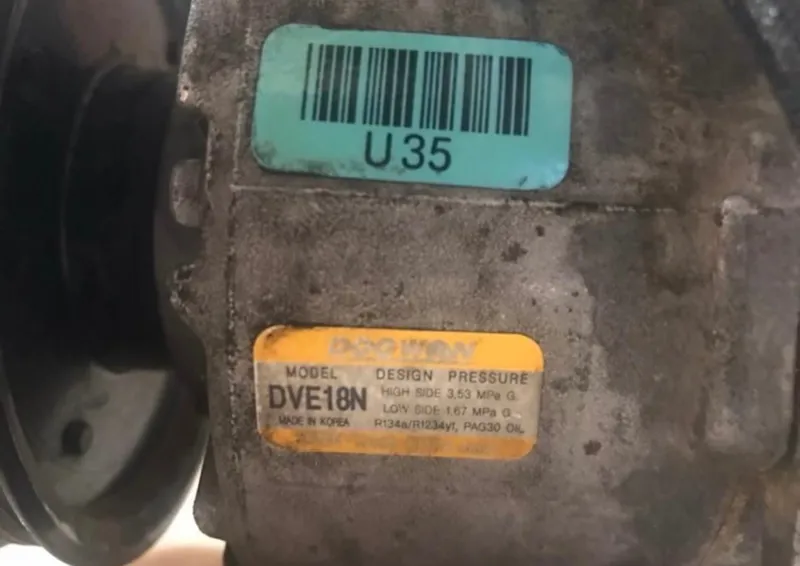 U35
DOOWON
MODEL DESIGN PRESSURE
DVE18N HIGH SIDE 3.53 MPa G.
LOW SIDE 1.67 MPa G.
MADE IN KOREA R134a/R1234yf, PAG30 OIL